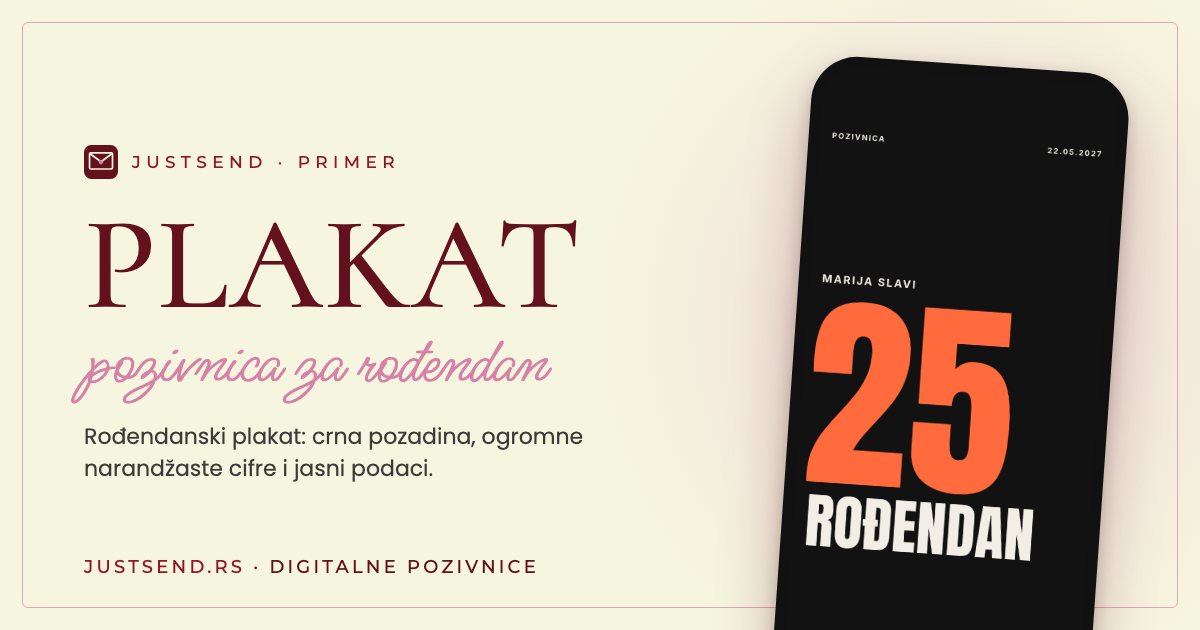 JUSTSEND · PRIMER
PLAKAT
pozivnica za rođendan
Rođendanski plakat: crna pozadina, ogromne
narandžaste cifre i jasni podaci.
JUSTSEND.RS · DIGITALNE POZIVNICE
POZIVNICA
22.05.2027
MARIJA SLAVI
25
ROĐENDAN